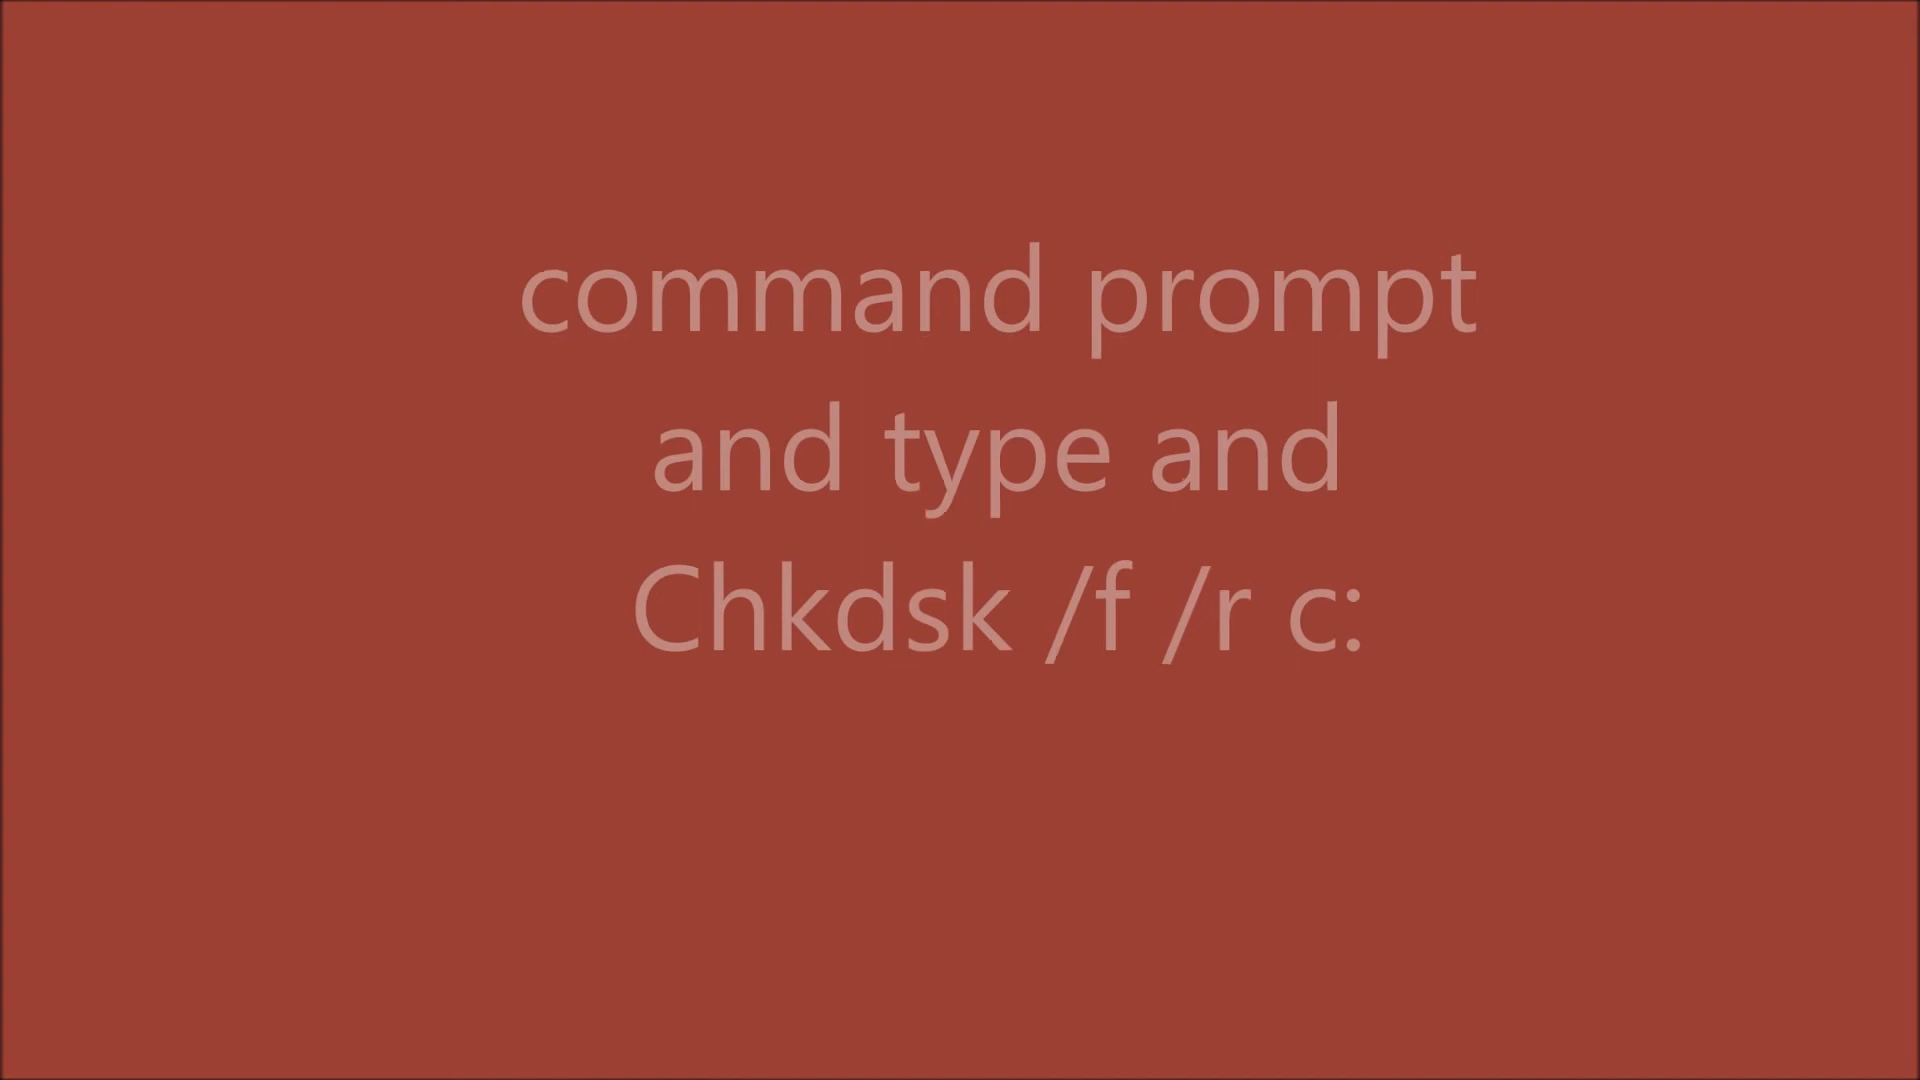 command prompt
and type and
Chkdsk /f /r c: